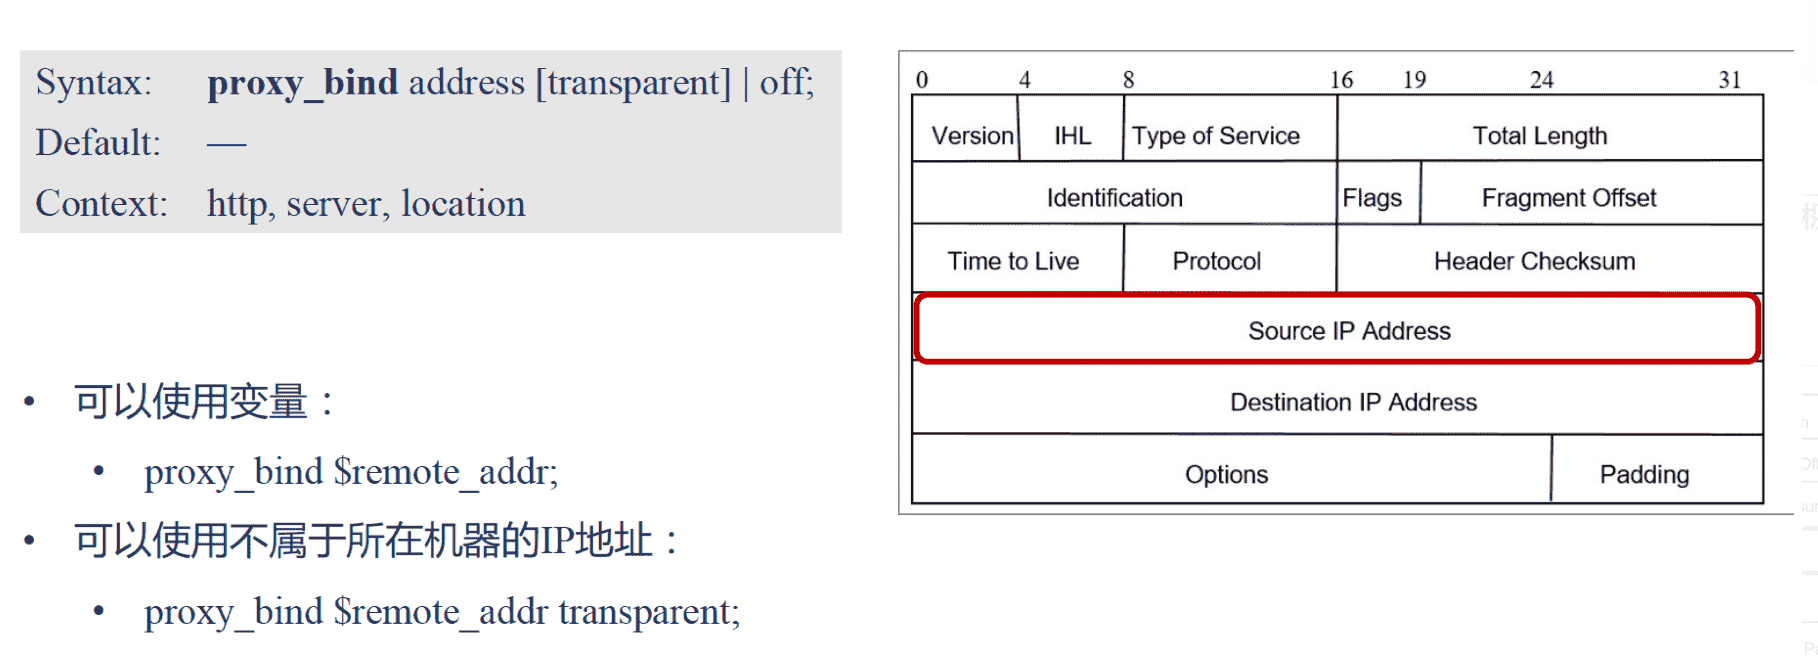 Syntax: proxy_bind address [transparent] | off;
Default: —
Context: http, server, location
• 可以使用变量：
• proxy_bind $remote_addr;
• 可以使用不属于所在机器的IP地址：
• proxy_bind $remote_addr transparent;
0 4 8 16 19 24 31
Version IHL Type of Service Total Length
Identification Flags Fragment Offset
Time to Live Protocol Header Checksum
Source IP Address
Destination IP Address
Options Padding